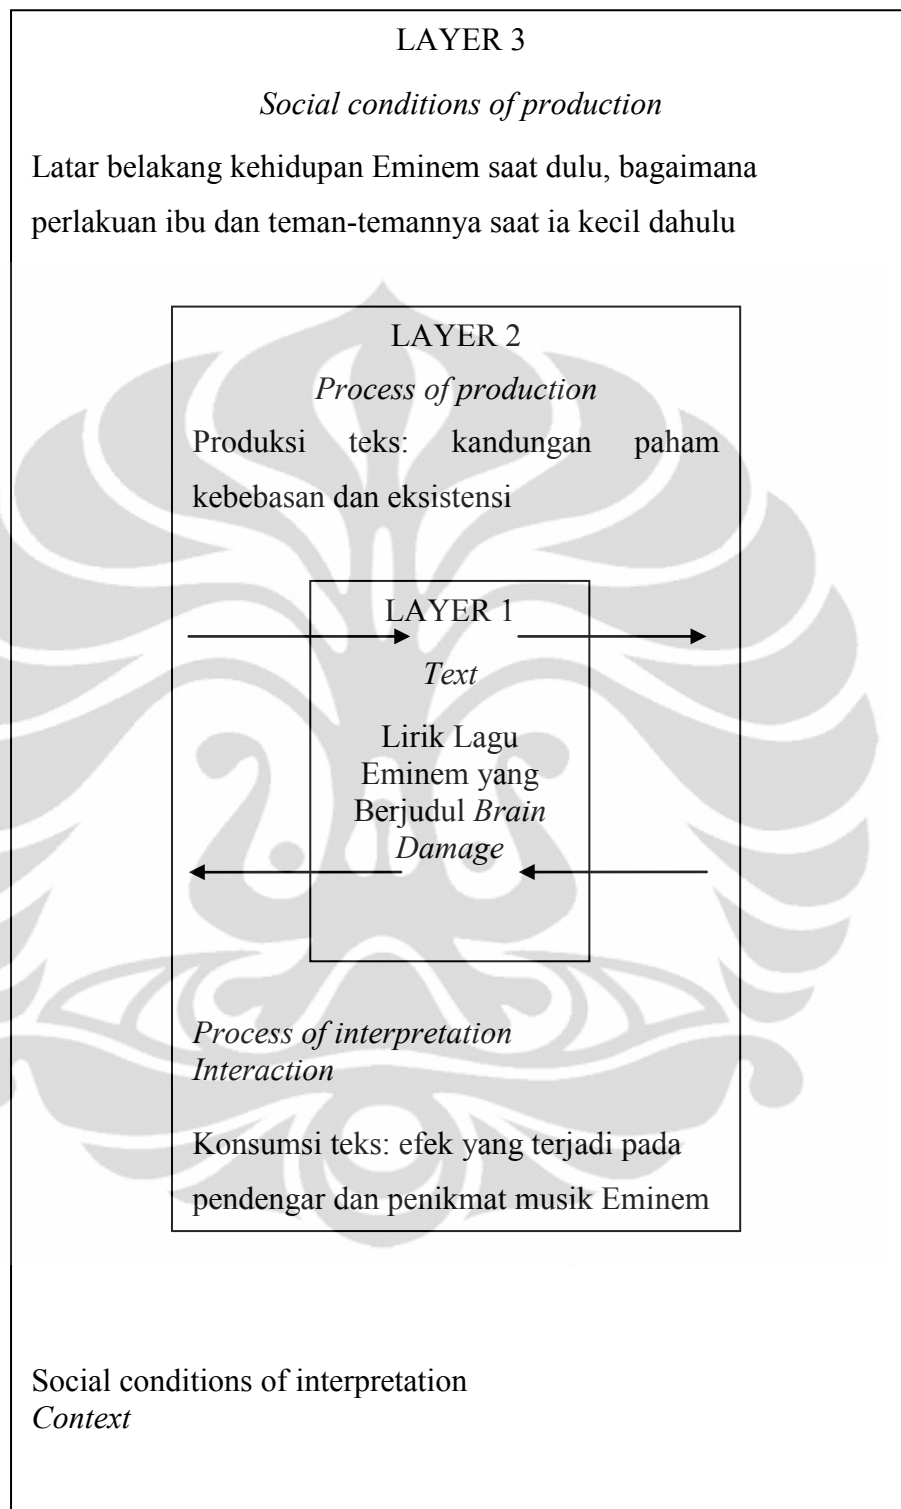 LAYER 3
Social conditions of production
Latar belakang kehidupan Eminem saat dulu, bagaimana
perlakuan ibu dan teman-temannya saat ia kecil dahulu
LAYER 2
Process of production
Produksi teks: kandungan paham
kebebasan dan eksistensi
LAYER 1
Text
Lirik Lagu
Eminem yang
Berjudul Brain
Damage
Process of interpretation
Interaction
Konsumsi teks: efek yang terjadi pada
pendengar dan penikmat musik Eminem
Social conditions of interpretation
Context